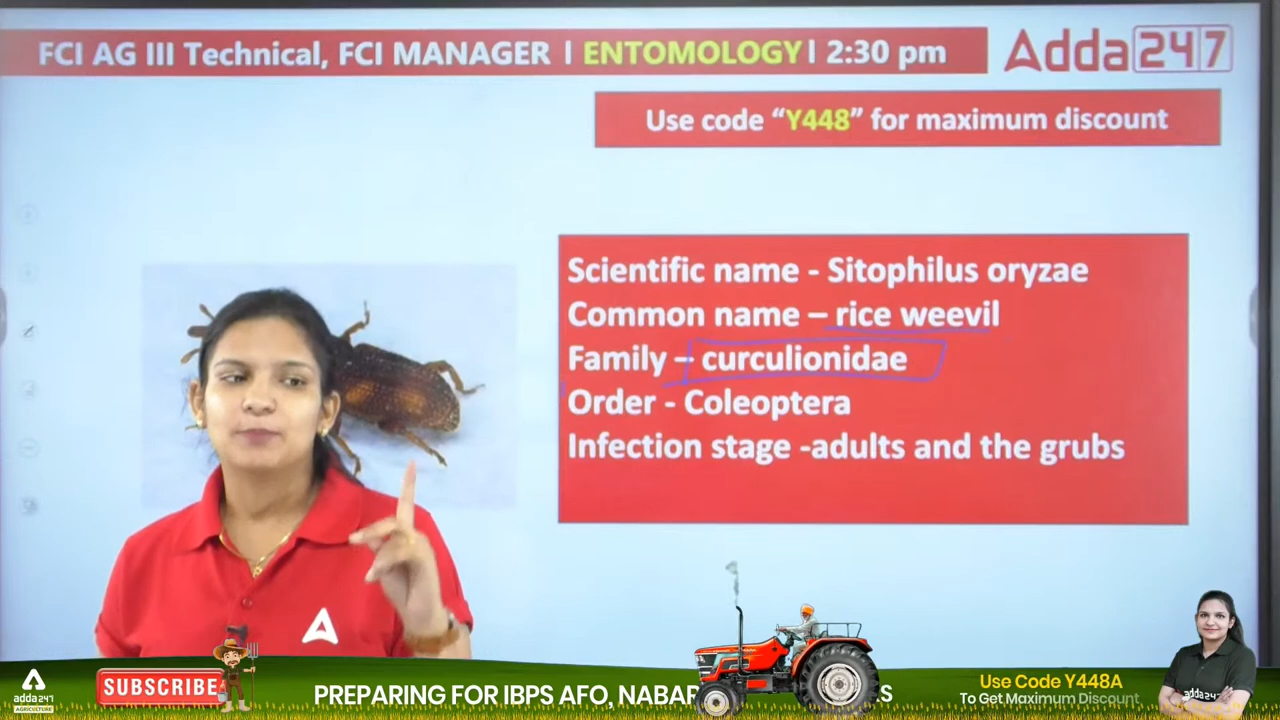 FCI AG III Technical, FCI MANAGER I ENTOMOLOGY I 2:30 pm
Adda247
Use code “Y448” for maximum discount
Scientific name - Sitophilus oryzae
Common name – rice weevil
Family – curculionidae
Order - Coleoptera
Infection stage -adults and the grubs
adda247
AGRICULTURE
SUBSCRIBE
PREPARING FOR IBPS AFO, NABAR S
Use Code Y448A
To Get Maximum Discount
adda247